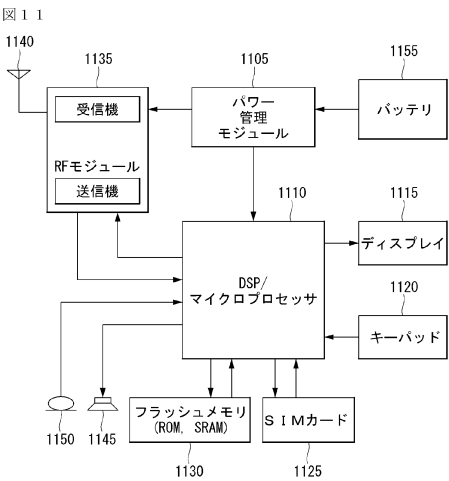 図１１
1140
1135
1105
1155
受信機
RFモジュール
送信機
パワー
管理
モジュール
バッテリ
1110
1115
DSP/
マイクロプロセッサ
ディスプレイ
1120
キーパッド
1150
1145
フラッシュメモリ
(ROM, SRAM)
ＳＩＭカード
1130
1125